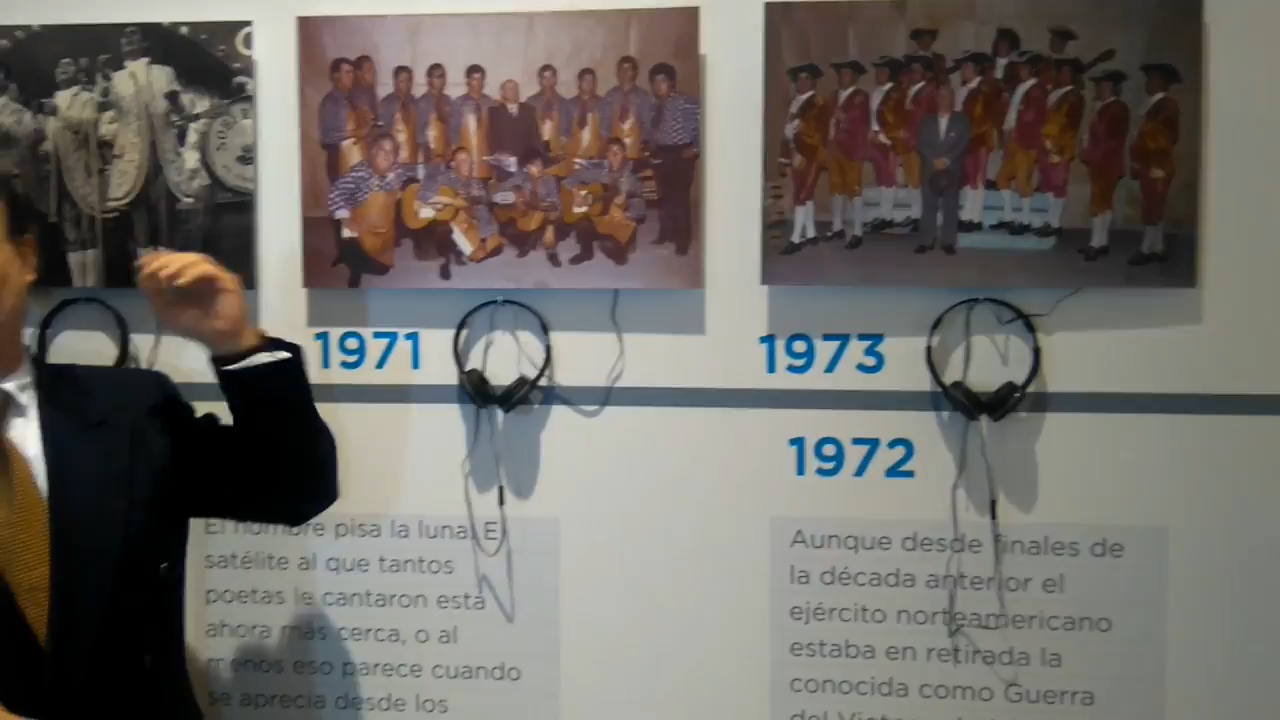 1971
1973
1972
El hombre pisa la luna. E
satélite al que tantos
poetas le cantaron está
ahora más cerca, o al
menos eso parece cuando
se aprecia desde los
Aunque desde finales de
la década anterior el
ejército norteamericano
estaba en retirada la
conocida como Guerra
del